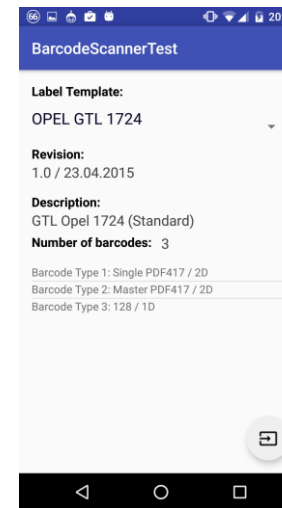 66 20
BarcodeScannerTest
Label Template:
OPEL GTL 1724
Revision:
1.0 / 23.04.2015
Description:
GTL Opel 1724 (Standard)
Number of barcodes: 3
Barcode Type 1: Single PDF417 / 2D
Barcode Type 2: Master PDF417 / 2D
Barcode Type 3: 128 / 1D